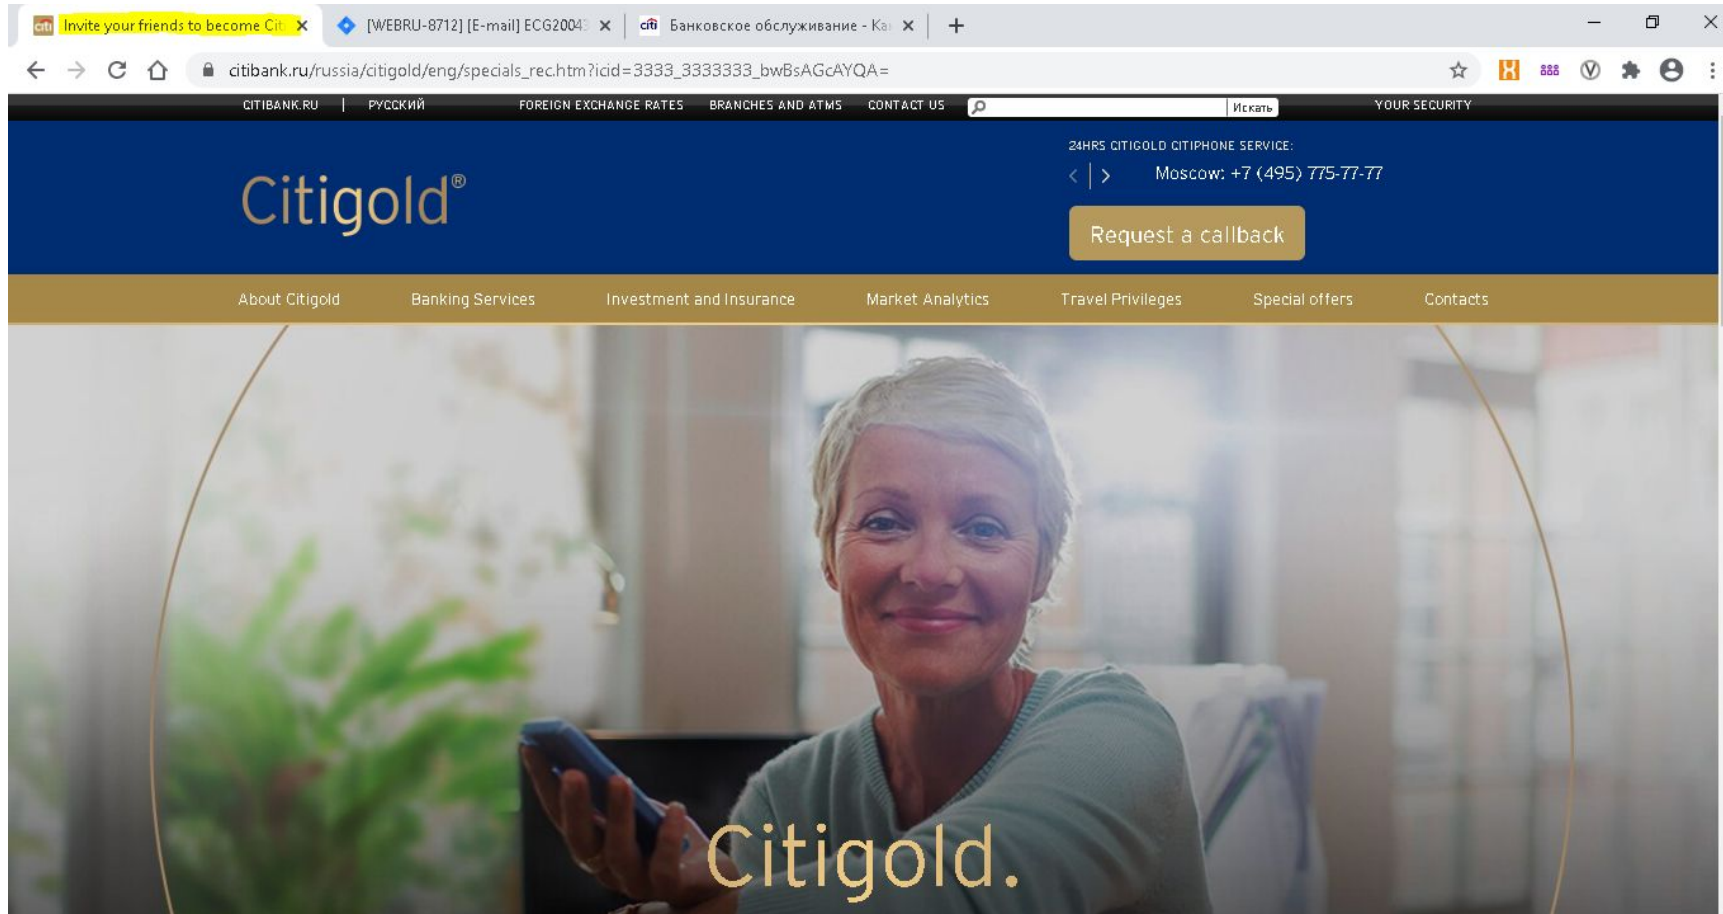 Invite your friends to become Citi
[WEBRU-8712] [E-mail] ECG20043
citi Банковское обслуживание - Ка
citibank.ru/russia/citigold/eng/specials_rec.htm?icid=3333_3333333_bwBsAGcAYQA=
CITIBANK.RU | РУССКИЙ FOREIGN EXCHANGE RATES BRANCHES AND ATMS CONTACT US Искать YOUR SECURITY
24HRS CITIGOLD CITIPHONE SERVICE:
Moscow: +7 (495) 775-77-77
Citigold®
Request a callback
About Citigold Banking Services Investment and Insurance Market Analytics Travel Privileges Special offers Contacts
Citigold.